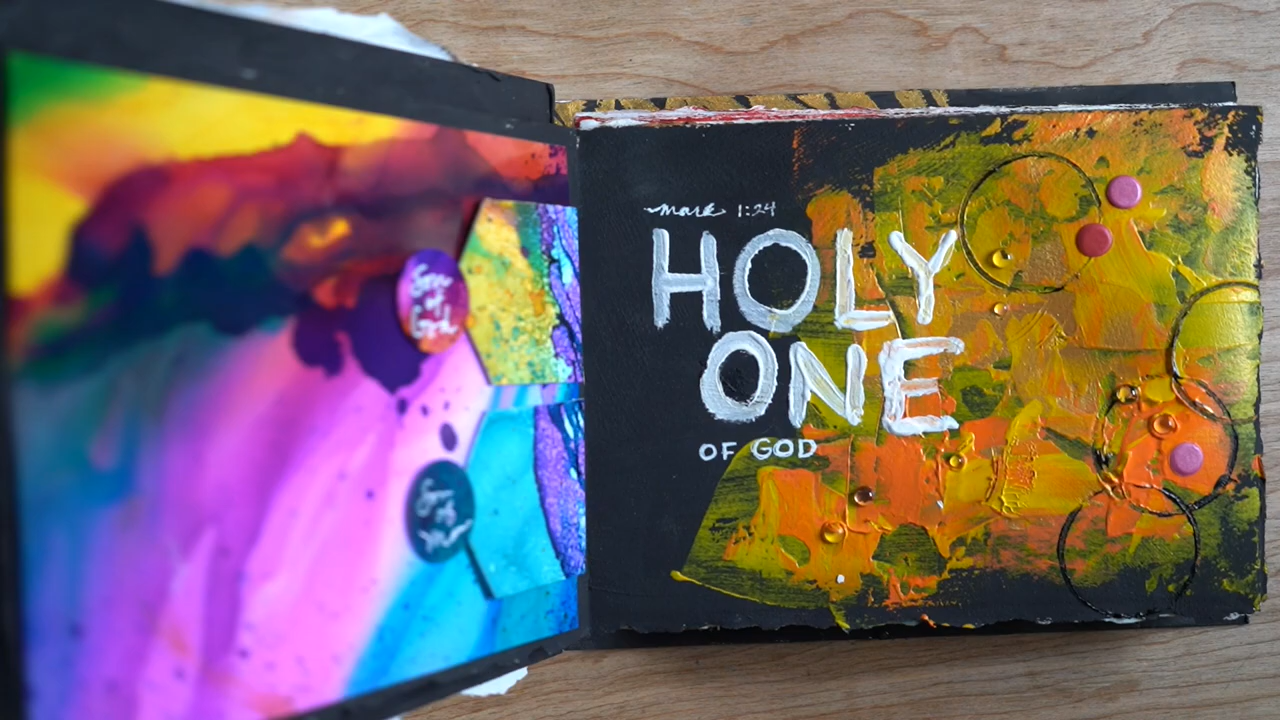 Son
of
God
Son
of
Man
Mark 1:24
HOLY
ONE
OF GOD